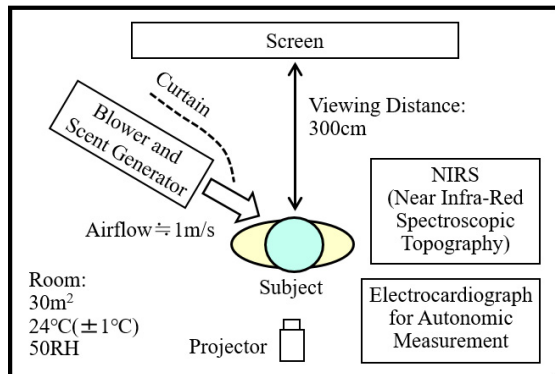 Screen
Curtain
Blower and
Scent Generator
Viewing Distance:
300cm
Airflow≒1m/s
NIRS
(Near Infra-Red
Spectroscopic
Topography)
Room:
30m²
24°C(±1°C)
50RH
Subject
Projector
Electrocardiograph
for Autonomic
Measurement